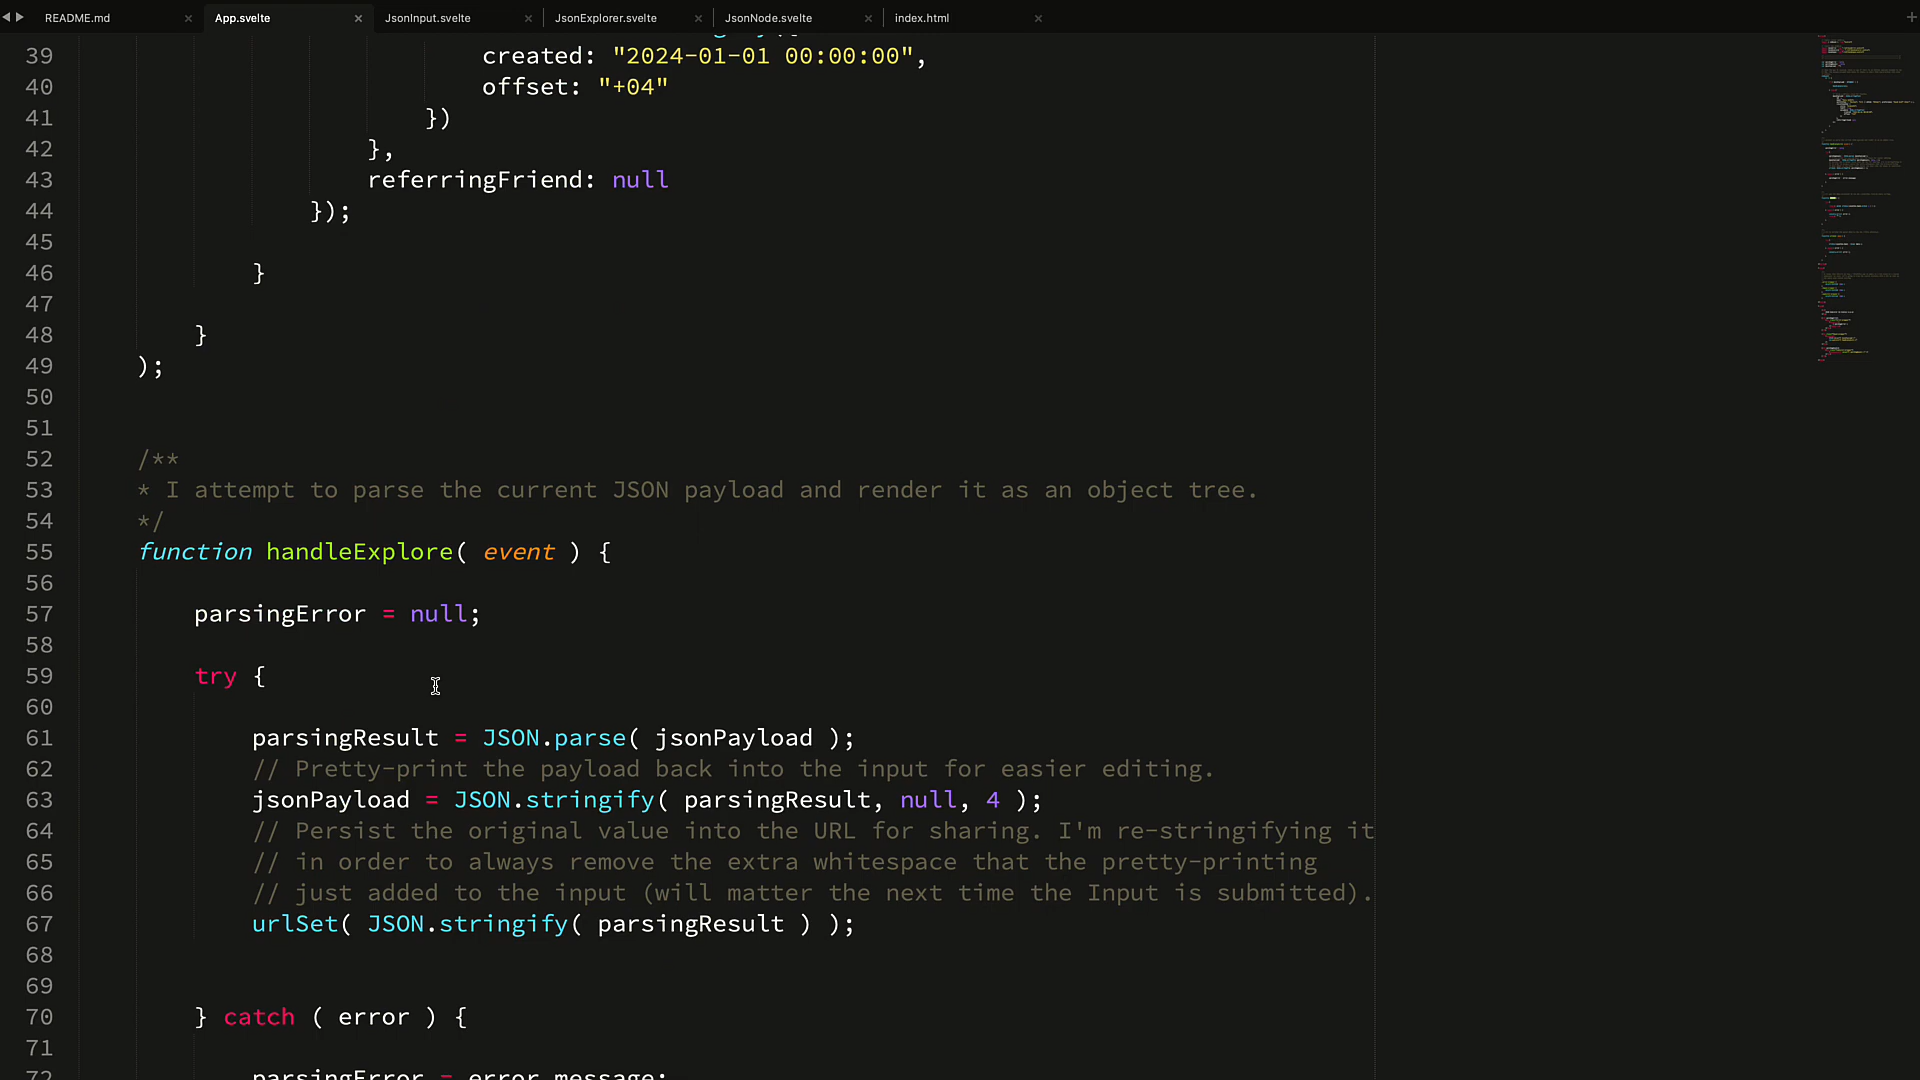 README.md × App.svelte × JsonInput.svelte × JsonExplorer.svelte × JsonNode.svelte × index.html × +
39 created: "2024-01-01 00:00:00",
40 offset: "+04"
41 })
42 },
43 referringFriend: null
44 });
45
46 }
47
48 }
49 );
50
51
52 /**
53 * I attempt to parse the current JSON payload and render it as an object tree.
54 */
55 function handleExplore( event ) {
56
57 parsingError = null;
58
59 try {
60
61 parsingResult = JSON.parse( jsonPayload );
62 // Pretty-print the payload back into the input for easier editing.
63 jsonPayload = JSON.stringify( parsingResult, null, 4 );
64 // Persist the original value into the URL for sharing. I'm re-stringifying it
65 // in order to always remove the extra whitespace that the pretty-printing
66 // just added to the input (will matter the next time the Input is submitted).
67 urlSet( JSON.stringify( parsingResult ) );
68
69
70 } catch ( error ) {
71
72 parsingError = error.message;